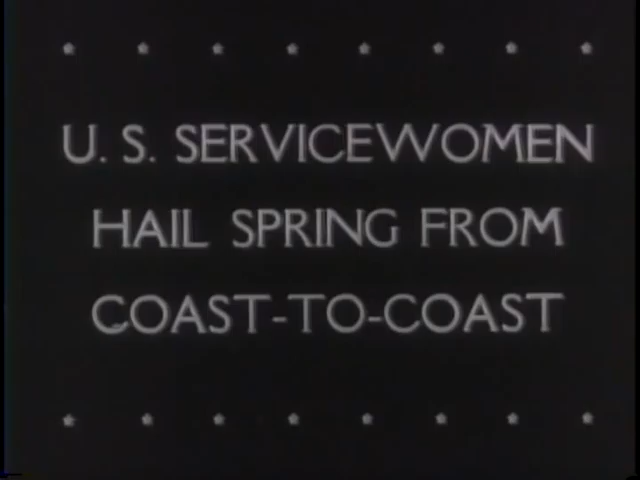 U. S. SERVICEWOMEN
HAIL SPRING FROM
COAST-TO-COAST